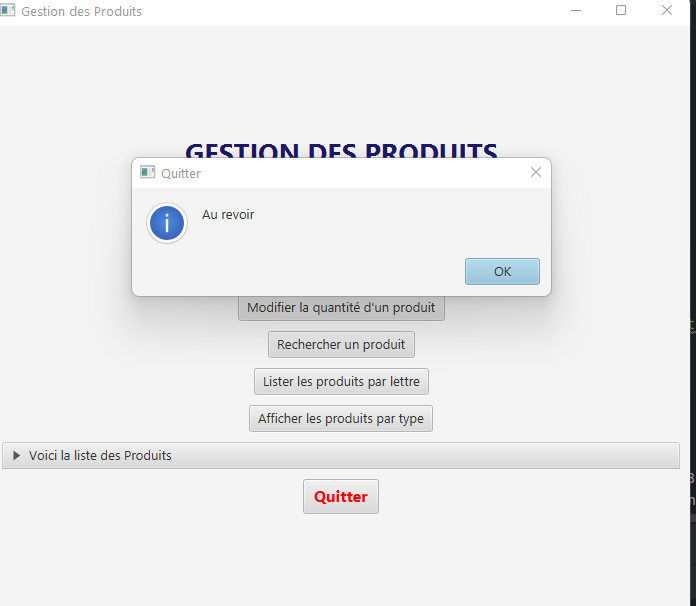 Gestion des Produits
GESTION DES PRODUITS
Quitter
Au revoir
OK
Modifier la quantité d'un produit
Rechercher un produit
Lister les produits par lettre
Afficher les produits par type
Voici la liste des Produits
Quitter